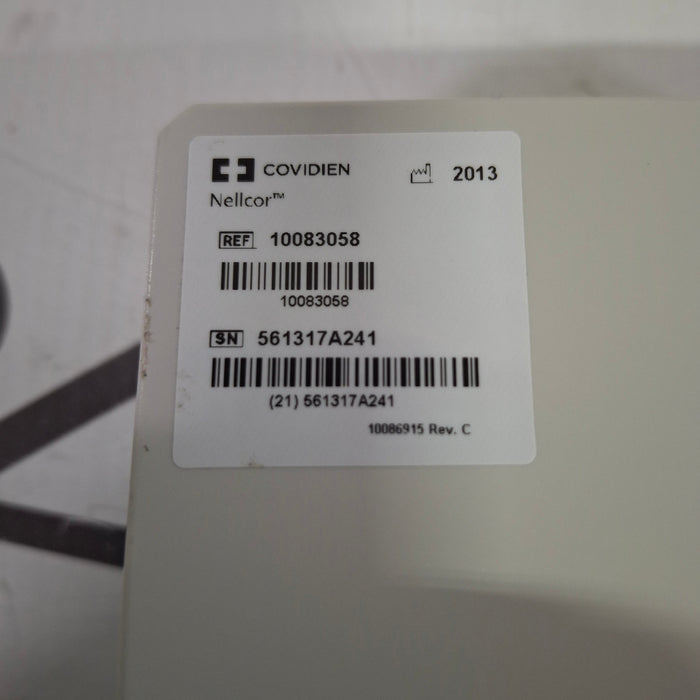 COVIDIEN
2013
Nellcor™
REF 10083058
10083058
SN 561317A241
(21) 561317A241
10086915 Rev. C